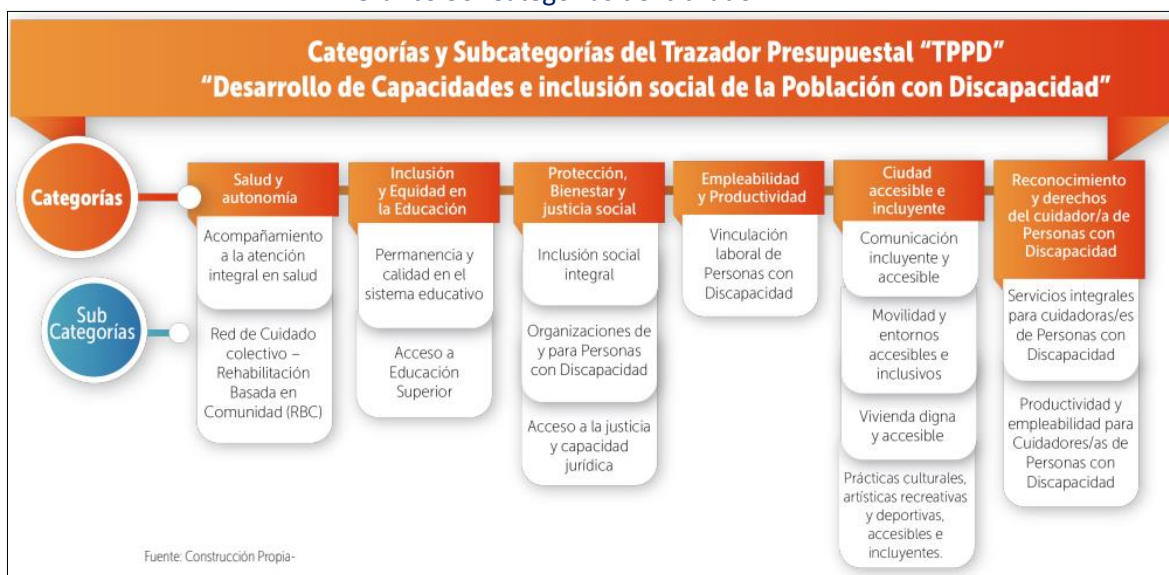 Categorías y Subcategorías del Trazador Presupuestal “TPPD”
“Desarrollo de Capacidades e inclusión social de la Población con Discapacidad”
Categorías
Salud y
autonomía
Inclusión
y Equidad en
la Educación
Protección,
Bienestar y
justicia social
Empleabilidad
y Productividad
Ciudad
accesible e
incluyente
Reconocimiento
y derechos
del cuidador/a de
Personas con
Discapacidad
Sub
Categorías
Acompañamiento
a la atención
integral en salud
Red de Cuidado
colectivo –
Rehabilitación
Basada en
Comunidad (RBC)
Permanencia y
calidad en el
sistema educativo
Acceso a
Educación
Superior
Inclusión social
integral
Organizaciones de
y para Personas
con Discapacidad
Acceso a la justicia
y capacidad
jurídica
Vinculación
laboral de
Personas con
Discapacidad
Comunicación
incluyente y
accesible
Movilidad y
entornos
accesibles e
inclusivos
Vivienda digna
y accesible
Prácticas culturales,
artísticas recreativas
y deportivas,
accesibles e
incluyentes.
Servicios integrales
para cuidadoras/es
de Personas con
Discapacidad
Productividad y
empleabilidad para
Cuidadores/as de
Personas con
Discapacidad
Fuente: Construcción Propia-